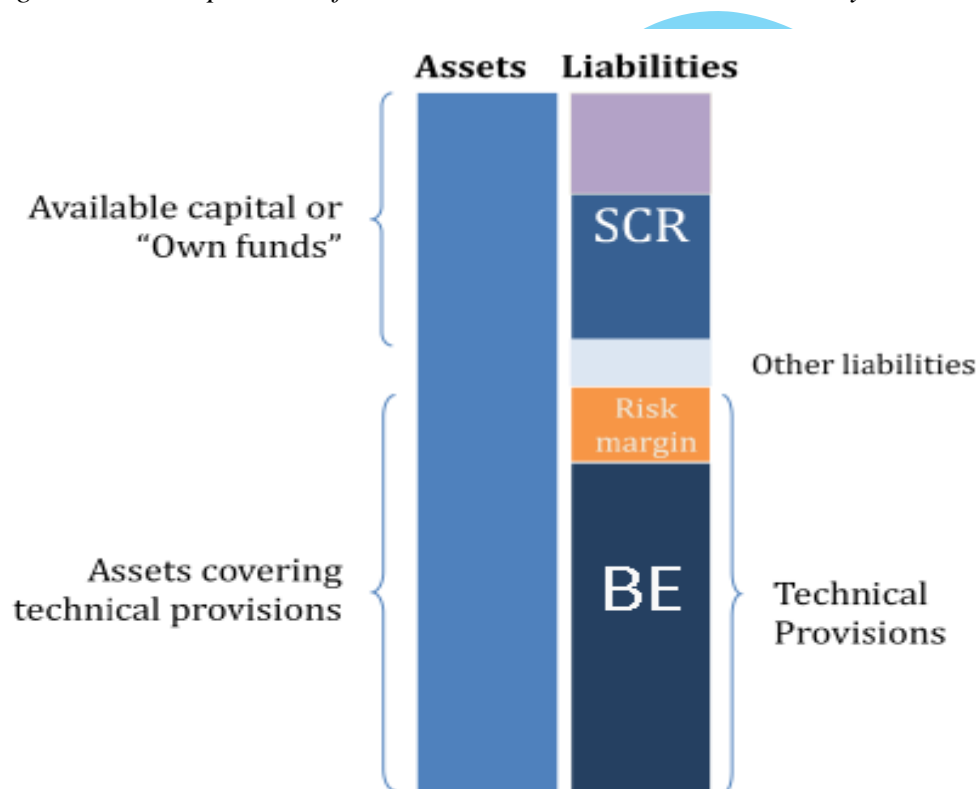 Assets Liabilities
Available capital or
“Own funds”
SCR
Other liabilities
Risk
margin
Assets covering
technical provisions
BE
Technical
Provisions